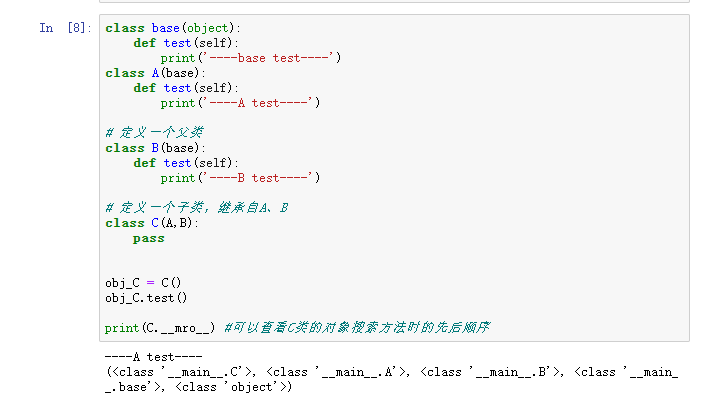 In [8]:
class base(object):
    def test(self):
        print('----base test----')
class A(base):
    def test(self):
        print('----A test----')
# 定义一个父类
class B(base):
    def test(self):
        print('----B test----')
# 定义一个子类，继承自A、B
class C(A,B):
    pass
obj_C = C()
obj_C.test()
print(C.__mro__) #可以查看C类的对象搜索方法时的先后顺序
----A test----
(<class '__main__.C'>, <class '__main__.A'>, <class '__main__.B'>, <class '__main_
_.base'>, <class 'object'>)